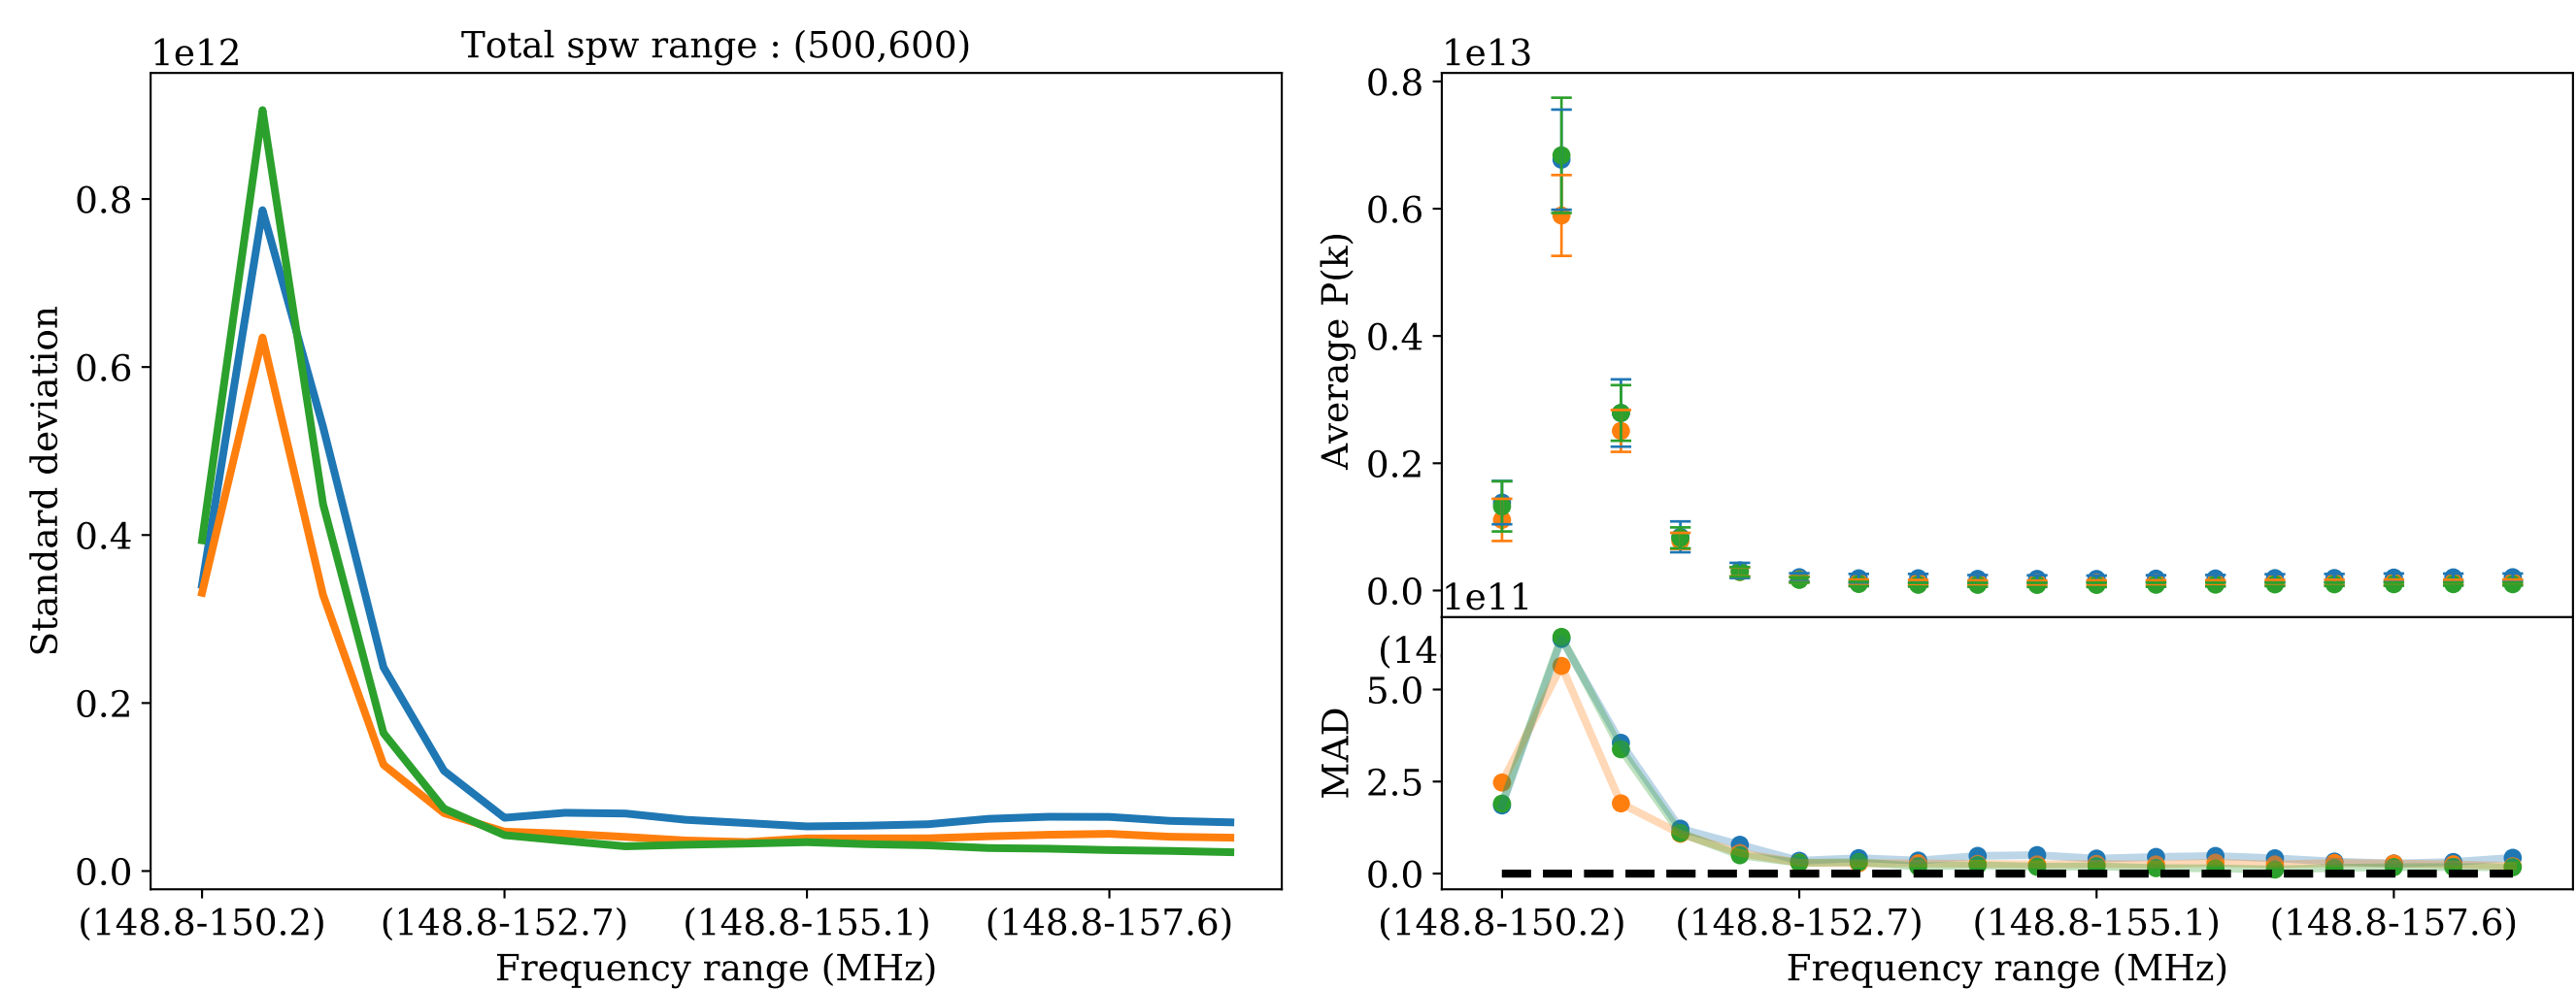 Total spw range : (500,600)
1e12
Standard deviation
0.8
0.6
0.4
0.2
0.0
(148.8-150.2)
(148.8-152.7)
(148.8-155.1)
(148.8-157.6)
Frequency range (MHz)
1e13
Average P(k)
0.8
0.6
0.4
0.2
0.0
1e11
(14
MAD
5.0
2.5
0.0
(148.8-150.2)
(148.8-152.7)
(148.8-155.1)
(148.8-157.6)
Frequency range (MHz)